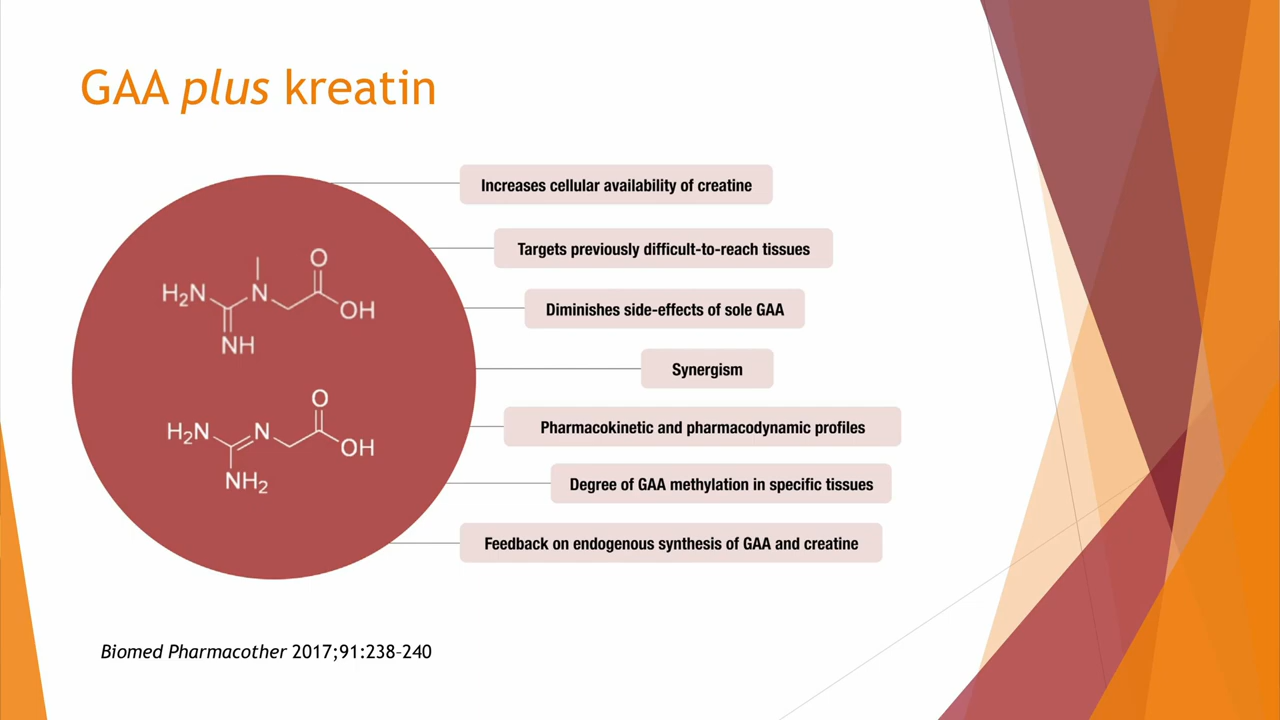 GAA plus kreatin
Increases cellular availability of creatine
Targets previously difficult-to-reach tissues
Diminishes side-effects of sole GAA
Synergism
Pharmacokinetic and pharmacodynamic profiles
Degree of GAA methylation in specific tissues
Feedback on endogenous synthesis of GAA and creatine
O
H₂N N OH
NH
O
H₂N N OH
NH₂
Biomed Pharmacother 2017;91:238–240